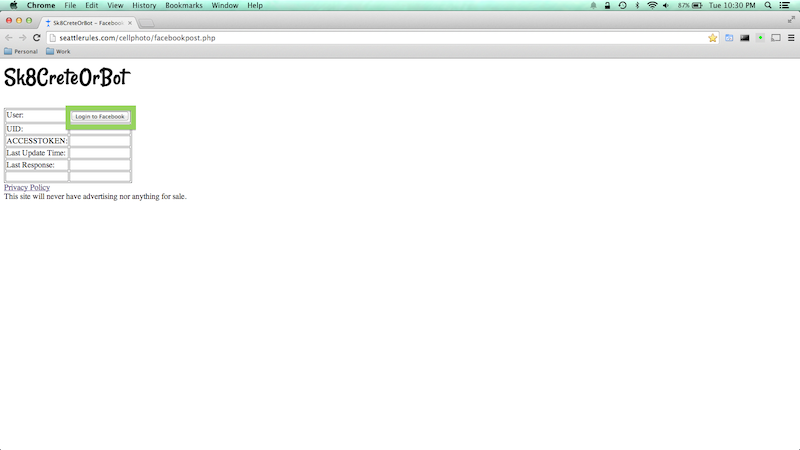 Chrome File Edit View History Bookmarks Window Help 87% Tue 10:30 PM
Sk8CreteOrBot – Facebook
seattlerules.com/cellphoto/facebookpost.php
Personal Work
Sk8CreteOrBot
User: Login to Facebook
UID:
ACCESSTOKEN:
Last Update Time:
Last Response:
Privacy Policy
This site will never have advertising nor anything for sale.